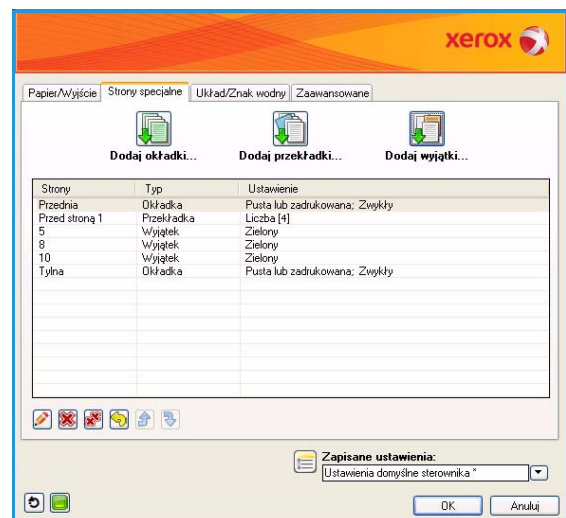 xerox
Papier/Wyjście Strony specjalne Układ/Znak wodny Zaawansowane
Dodaj okładki... Dodaj przekładki... Dodaj wyjątki...
Strony Typ Ustawienie
Przednia Okładka Pusta lub zadrukowana; Zwykły
Przed stroną 1 Przekładka Liczba [4]
5 Wyjątek Zielony
8 Wyjątek Zielony
10 Wyjątek Zielony
Tylna Okładka Pusta lub zadrukowana; Zwykły
Zapisane ustawienia:
Ustawienia domyślne sterownika *
OK Anuluj